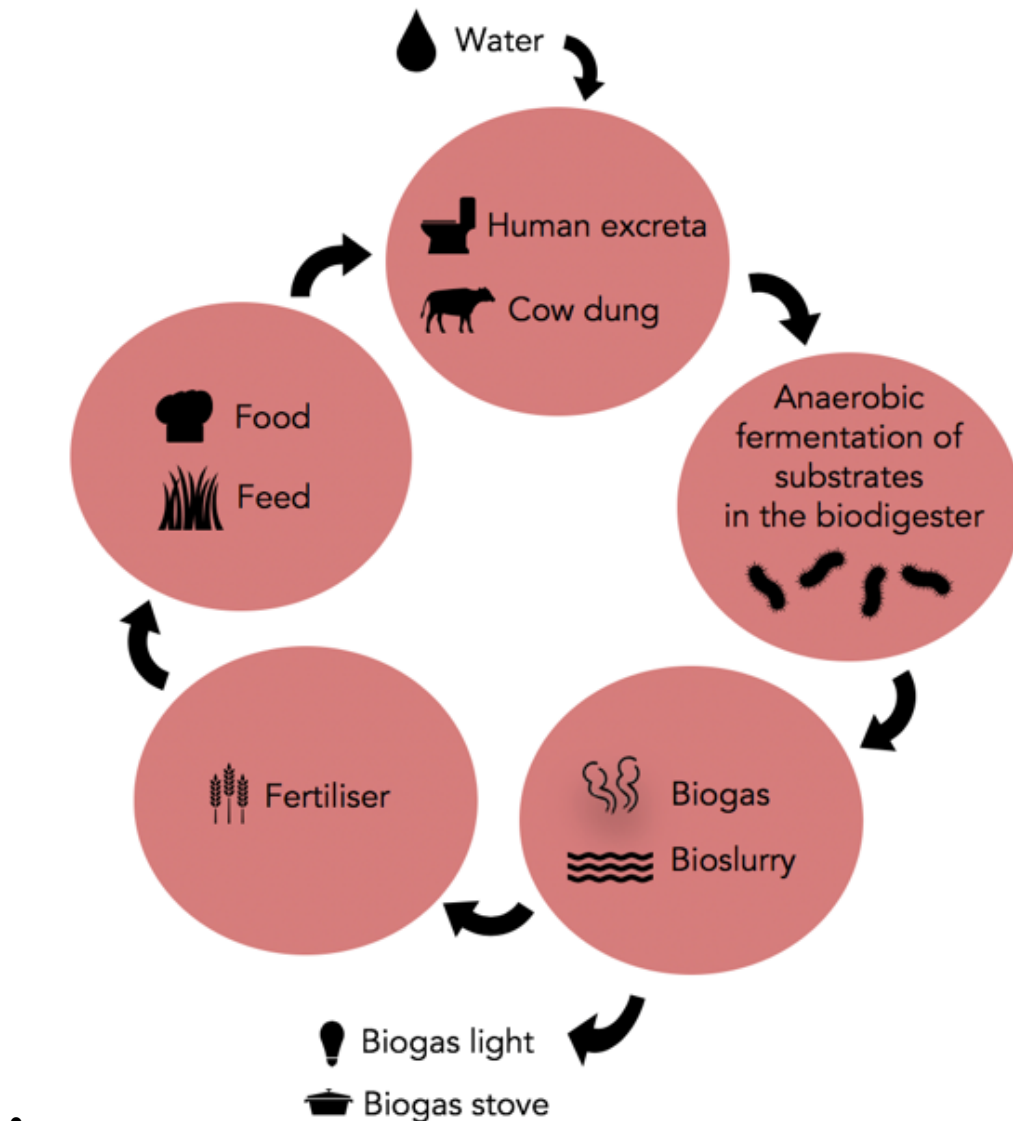 Water
Human excreta
Cow dung
Anaerobic
fermentation of
substrates
in the biodigester
Biogas
Bioslurry
Biogas light
Biogas stove
Fertiliser
Food
Feed